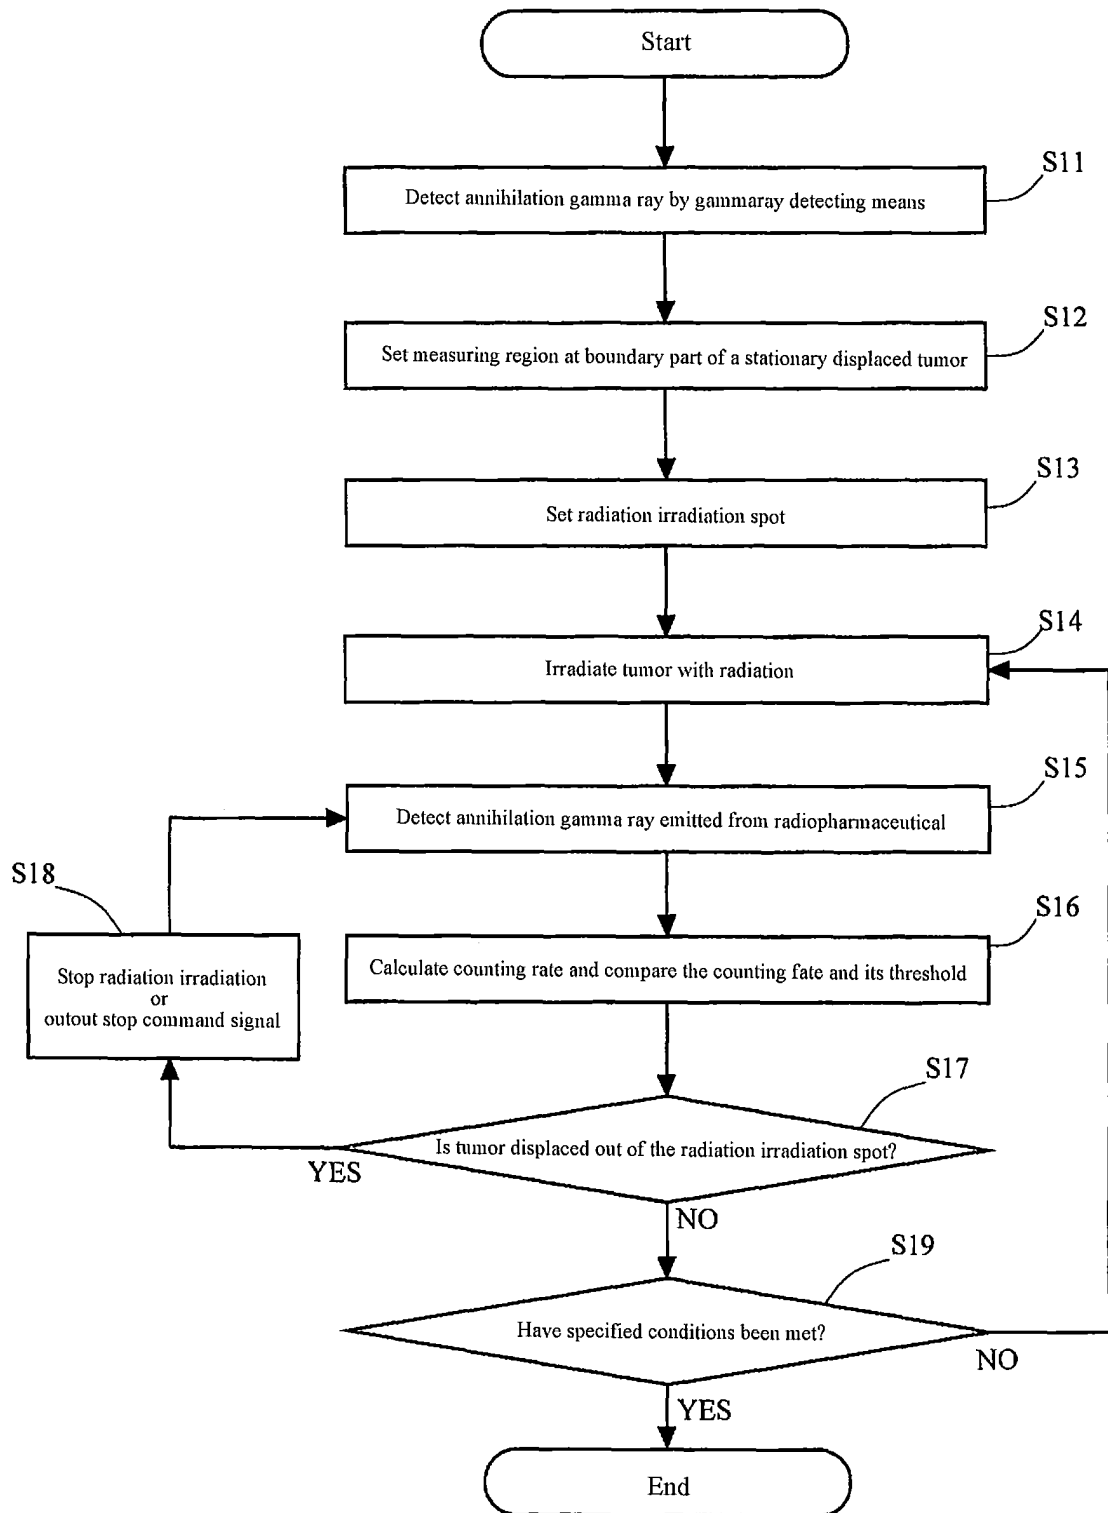 Start
S11
Detect annihilation gamma ray by gammaray detecting means
S12
Set measuring region at boundary part of a stationary displaced tumor
S13
Set radiation irradiation spot
S14
Irradiate tumor with radiation
S15
Detect annihilation gamma ray emitted from radiopharmaceutical
S18
Stop radiation irradiation
or
outout stop command signal
S16
Calculate counting rate and compare the counting fate and its threshold
S17
Is tumor displaced out of the radiation irradiation spot?
YES
NO
S19
Have specified conditions been met?
NO
YES
End